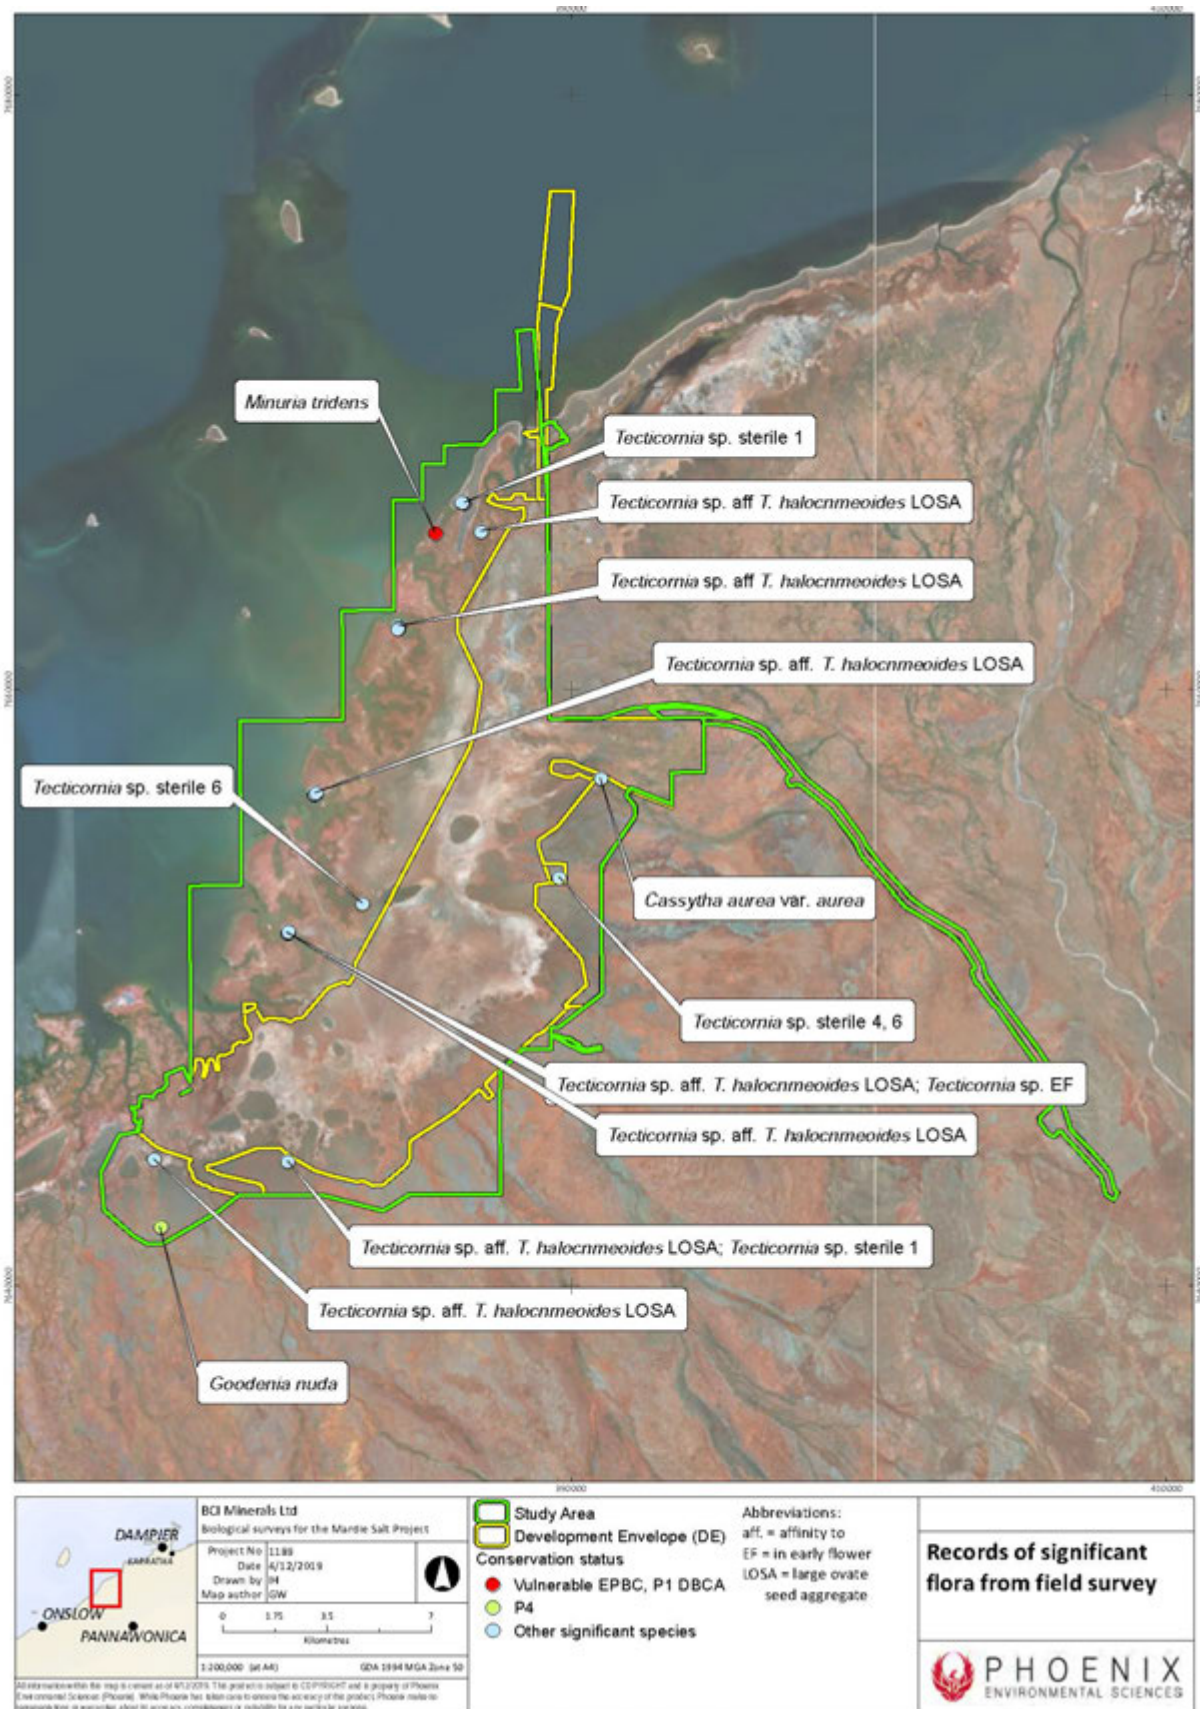 Minuria tridens
Tecticornia sp. sterile 1
Tecticornia sp. aff T. halocnmeoides LOSA
Tecticornia sp. aff T. halocnmeoides LOSA
Tecticornia sp. aff. T. halocnmeoides LOSA
Tecticornia sp. sterile 6
Cassytha aurea var. aurea
Tecticornia sp. sterile 4, 6
Tecticornia sp. aff. T. halocnmeoides LOSA; Tecticornia sp. EF
Tecticornia sp. aff. T. halocnmeoides LOSA
Tecticornia sp. aff. T. halocnmeoides LOSA; Tecticornia sp. sterile 1
Tecticornia sp. aff. T. halocnmeoides LOSA
Goodenia nuda
DAMPIER
KARRATHA
ONSLOW
PANNAWONICA
BCI Minerals Ltd
Biological surveys for the Mardie Salt Project
Project No 1189
Date 4/12/2019
Drawn by IH
Map author GW
0 1.75 3.5 7
Kilometres
1:200,000 (at A4) GDA 1994 MGA Zone 50
Study Area
Development Envelope (DE)
Conservation status
Vulnerable EPBC, P1 DBCA
P4
Other significant species
Abbreviations:
aff. = affinity to
EF = in early flower
LOSA = large ovate
seed aggregate
Records of significant
flora from field survey
PHOENIX
ENVIRONMENTAL SCIENCES